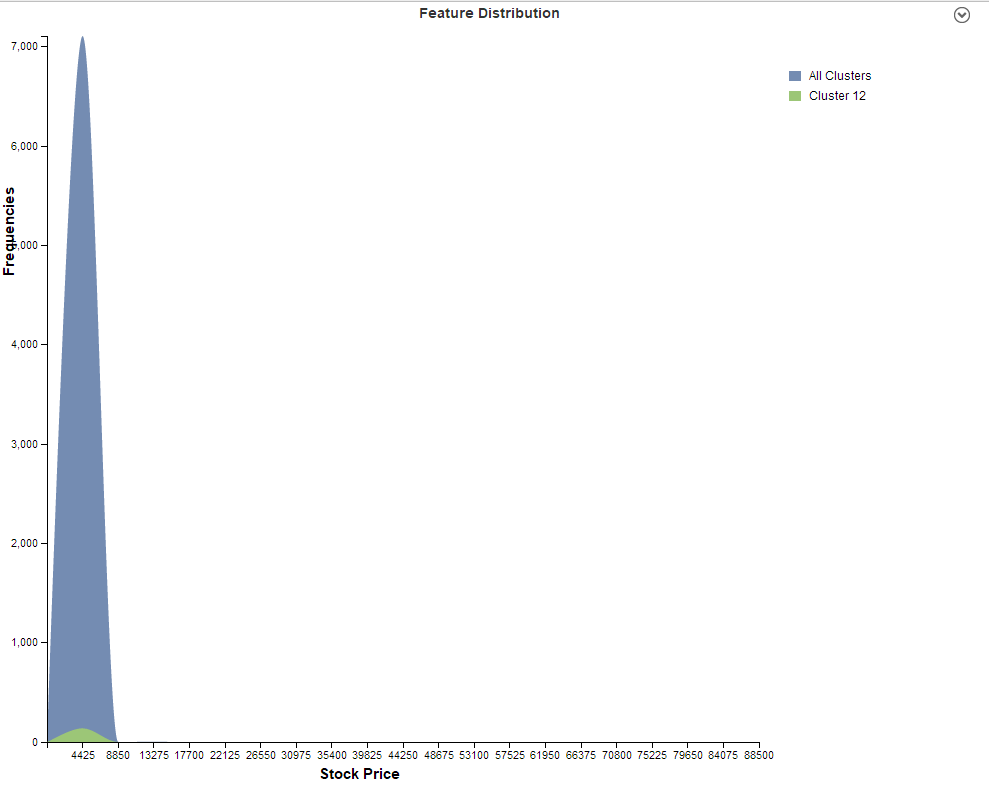 Feature Distribution
All Clusters
Cluster 12
7,000
6,000
5,000
4,000
3,000
2,000
1,000
0
Frequencies
4425 8850 13275 17700 22125 26550 30975 35400 39825 44250 48675 53100 57525 61950 66375 70800 75225 79650 84075 88500
Stock Price